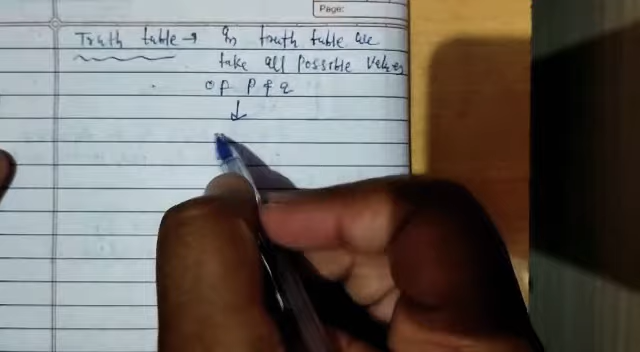 Page:
Truth table → In truth table we
take all possible values
of p & q
↓